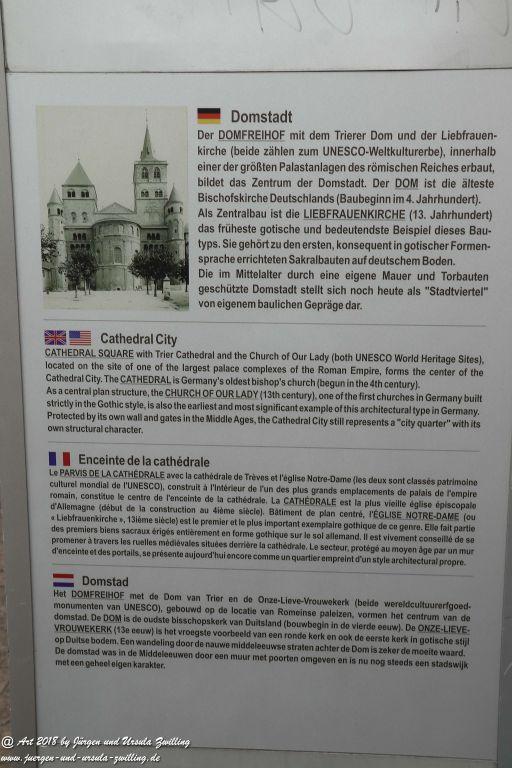 Domstadt
Der DOMFREIHOF mit dem Trierer Dom und der Liebfrauen-
kirche (beide zählen zum UNESCO-Weltkulturerbe), innerhalb
einer der größten Palastanlagen des römischen Reiches erbaut,
bildet das Zentrum der Domstadt. Der DOM ist die älteste
Bischofskirche Deutschlands (Baubeginn im 4. Jahrhundert).
Als Zentralbau ist die LIEBFRAUENKIRCHE (13. Jahrhundert)
das früheste gotische und bedeutendste Beispiel dieses Bau-
typs. Sie gehört zu den ersten, konsequent in gotischer Formen-
sprache errichteten Sakralbauten auf deutschem Boden.
Die im Mittelalter durch eine eigene Mauer und Torbauten
geschützte Domstadt stellt sich noch heute als "Stadtviertel"
von eigenem baulichen Gepräge dar.
Cathedral City
CATHEDRAL SQUARE with Trier Cathedral and the Church of Our Lady (both UNESCO World Heritage Sites),
located on the site of one of the largest palace complexes of the Roman Empire, forms the center of the
Cathedral City. The CATHEDRAL is Germany's oldest bishop's church (begun in the 4th century).
As a central plan structure, the CHURCH OF OUR LADY (13th century), one of the first churches in Germany built
strictly in the Gothic style, is also the earliest and most significant example of this architectural type in Germany.
Protected by its own wall and gates in the Middle Ages, the Cathedral City still represents a "city quarter" with its
own structural character.
Enceinte de la cathédrale
Le PARVIS DE LA CATHÉDRALE avec la cathédrale de Trèves et l'église Notre-Dame (les deux sont classés patrimoine
culturel mondial de l'UNESCO), construit à l'intérieur de l'un des plus grands emplacements de palais de l'empire
romain, constitue le centre de l'enceinte de la cathédrale. La CATHÉDRALE est la plus vieille église épiscopale
d'Allemagne (début de la construction au 4ième siècle). Bâtiment de plan centré, l'ÉGLISE NOTRE-DAME (ou
« Liebfrauenkirche », 13ième siècle) est le premier et le plus important exemplaire gothique de ce genre. Elle fait partie
des premiers biens sacraux érigés entièrement en forme gothique sur le sol allemand. Il est vivement conseillé de se
promener à travers les ruelles médiévales situées derrière la cathédrale. Le secteur, protégé au moyen âge par un mur
d'enceinte et des portails, se présente aujourd'hui encore comme un quartier empreint d'un style architectural propre.
Domstad
Het DOMFREIHOF met de Dom van Trier en de Onze-Lieve-Vrouwekerk (beide wereldcultuurerfgoed-
monumenten van UNESCO), gebouwd op de locatie van Romeinse paleizen, vormen het centrum van de
domstad. De DOM is de oudste bisschopskerk van Duitsland (bouwbegin in de vierde eeuw). De ONZE-LIEVE-
VROUWEKERK (13e eeuw) is het vroegste voorbeeld van een ronde kerk en ook de eerste kerk in gotische stijl
op Duitse bodem. Een wandeling door de nauwe middeleeuwse straten achter de Dom is zeker de moeite waard.
De domstad was in de Middeleeuwen door een muur met poorten omgeven en is nu nog steeds een stadswijk
met een geheel eigen karakter.
@ Art 2018 by Jürgen und Ursula Zwilling
www.juergen-und-ursula-zwilling.de